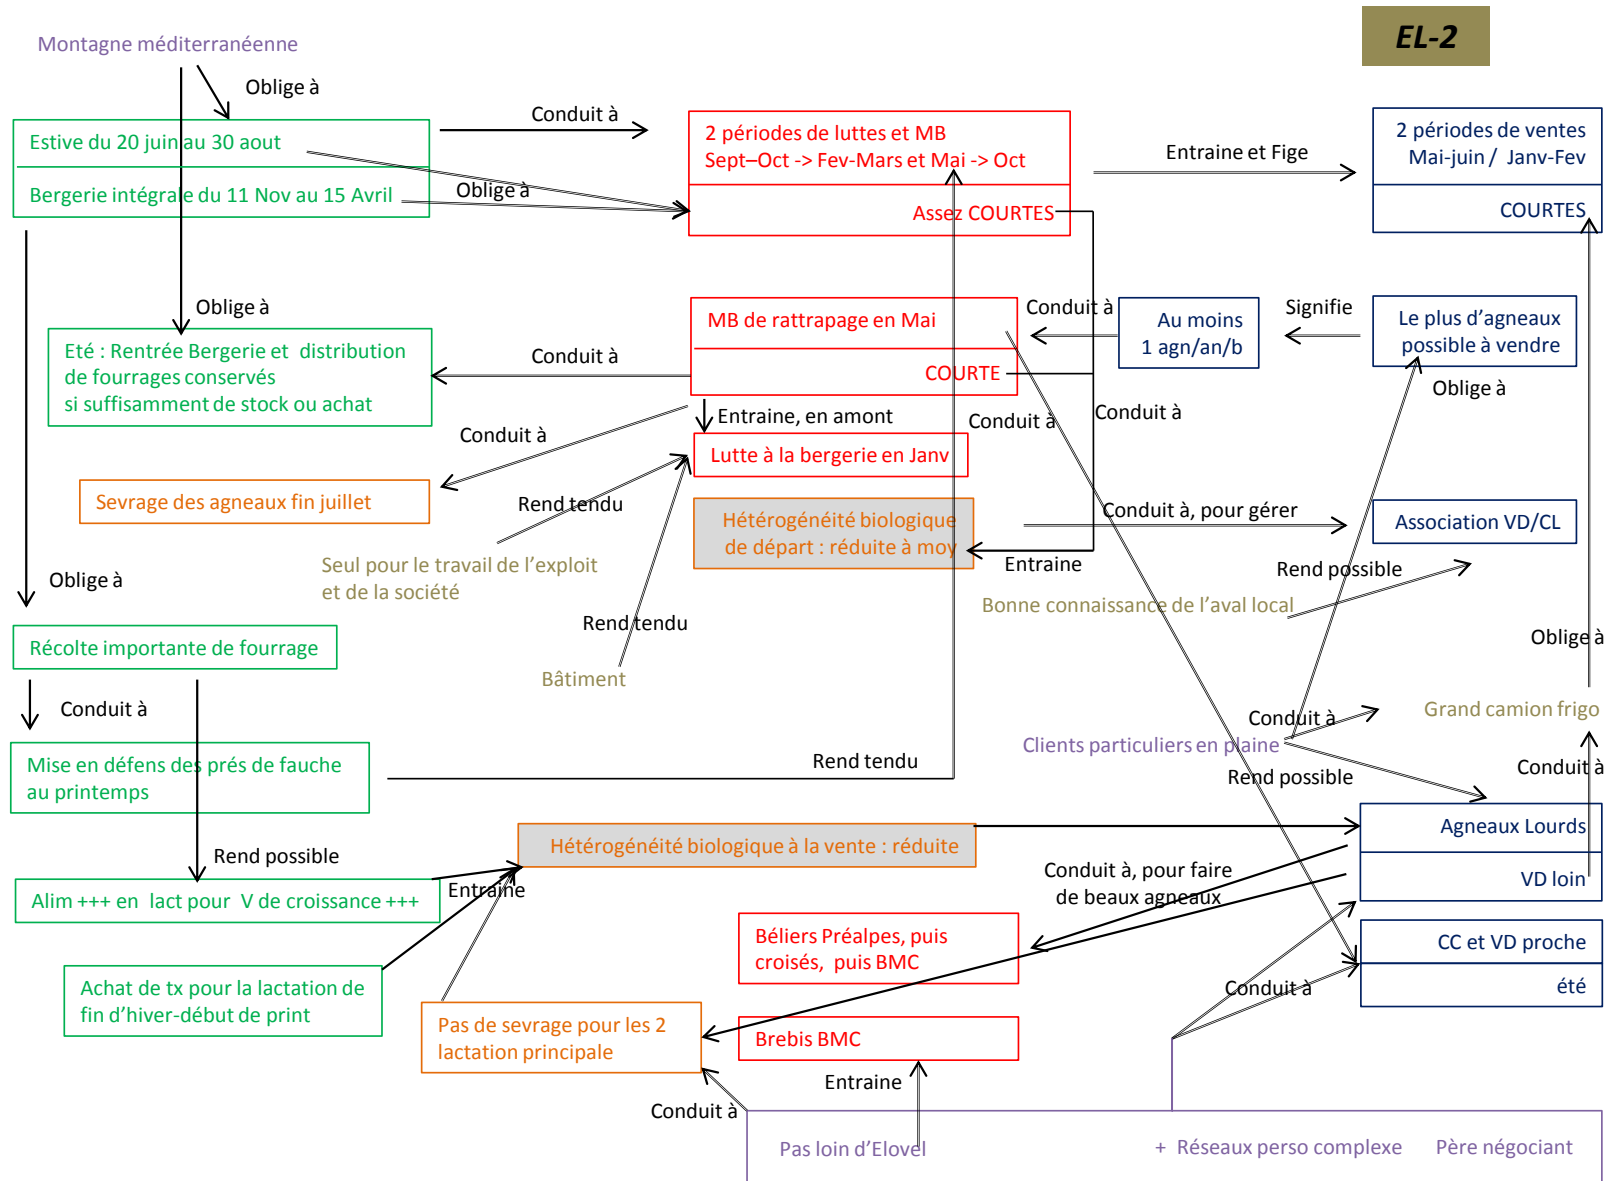 EL-2
Montagne méditerranéenne
Oblige à
Conduit à
Estive du 20 juin au 30 aout
Bergerie intégrale du 11 Nov au 15 Avril
Oblige à
2 périodes de luttes et MB
Sept–Oct -> Fev-Mars et Mai -> Oct
Assez COURTES
Entraine et Fige
2 périodes de ventes
Mai-juin / Janv-Fev
COURTES
Oblige à
Eté : Rentrée Bergerie et distribution
de fourrages conservés
si suffisamment de stock ou achat
Conduit à
MB de rattrapage en Mai
COURTE
Conduit à
Au moins
1 agn/an/b
Signifie
Le plus d’agneaux
possible à vendre
Oblige à
Entraine, en amont
Conduit à
Conduit à
Conduit à
Lutte à la bergerie en Janv
Sevrage des agneaux fin juillet
Rend tendu
Hétérogénéité biologique
de départ : réduite à moy
Conduit à, pour gérer
Association VD/CL
Entraine
Seul pour le travail de l’exploit
et de la société
Rend possible
Oblige à
Bonne connaissance de l’aval local
Rend tendu
Récolte importante de fourrage
Oblige à
Bâtiment
Conduit à
Conduit à
Grand camion frigo
Clients particuliers en plaine
Mise en défens des prés de fauche
au printemps
Rend tendu
Rend possible
Conduit à
Agneaux Lourds
VD loin
Hétérogénéité biologique à la vente : réduite
Rend possible
Conduit à, pour faire
de beaux agneaux
Alim +++ en lact pour V de croissance +++
Entraine
Béliers Préalpes, puis
croisés, puis BMC
CC et VD proche
été
Achat de tx pour la lactation de
fin d’hiver-début de print
Conduit à
Pas de sevrage pour les 2
lactation principale
Brebis BMC
Entraine
Conduit à
Pas loin d’Elovel
+ Réseaux perso complexe
Père négociant